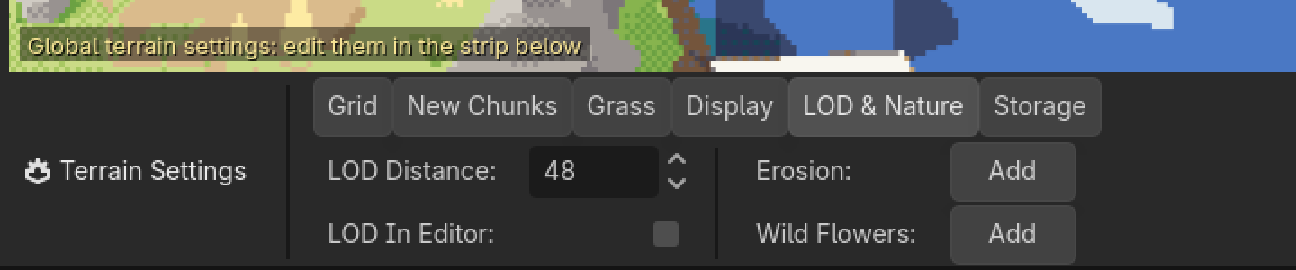 Global terrain settings: edit them in the strip below
Grid New Chunks Grass Display LOD & Nature Storage
Terrain Settings LOD Distance: 48 Erosion: Add
LOD In Editor: Wild Flowers: Add